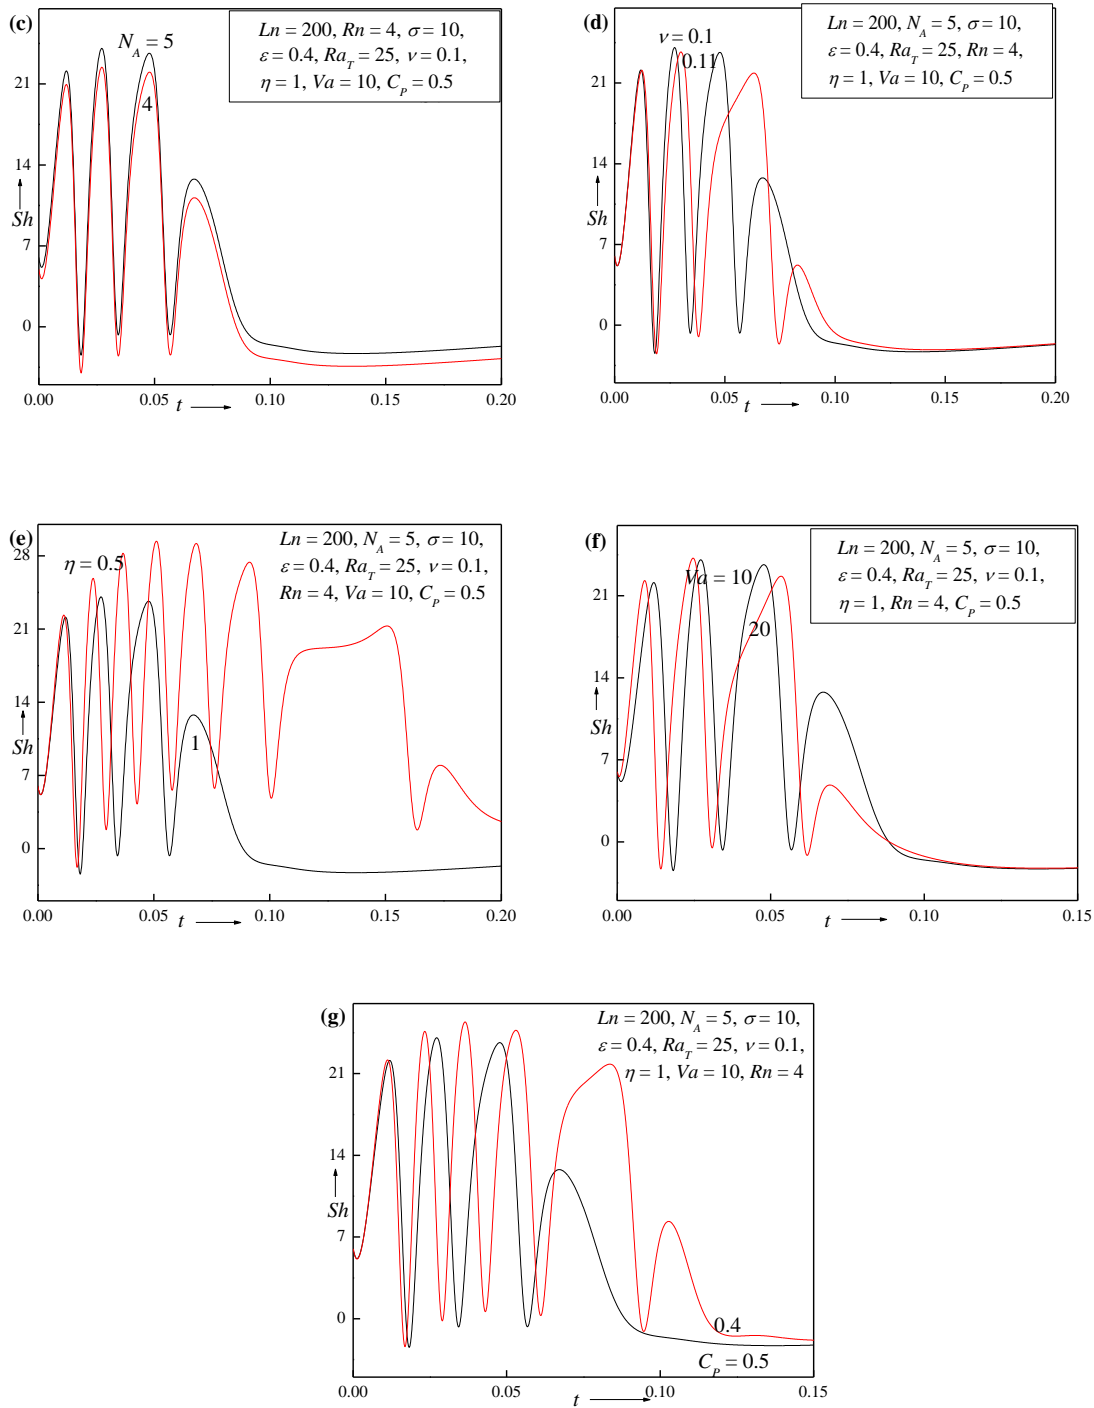 (c)
N_A = 5
Ln = 200, Rn = 4, σ = 10,
ε = 0.4, Ra_T = 25, ν = 0.1,
η = 1, Va = 10, C_P = 0.5
4
21
14
7
0
Sh
0.00 0.05 0.10 0.15 0.20
t
(d)
ν = 0.1
0.11
Ln = 200, N_A = 5, σ = 10,
ε = 0.4, Ra_T = 25, Rn = 4,
η = 1, Va = 10, C_P = 0.5
21
14
7
0
Sh
0.00 0.05 0.10 0.15 0.20
t
(e)
η = 0.5
Ln = 200, N_A = 5, σ = 10,
ε = 0.4, Ra_T = 25, ν = 0.1,
Rn = 4, Va = 10, C_P = 0.5
1
28
21
14
7
0
Sh
0.00 0.05 0.10 0.15 0.20
t
(f)
Va = 10
20
Ln = 200, N_A = 5, σ = 10,
ε = 0.4, Ra_T = 25, ν = 0.1,
η = 1, Rn = 4, C_P = 0.5
21
14
7
0
Sh
0.00 0.05 0.10 0.15
t
(g)
Ln = 200, N_A = 5, σ = 10,
ε = 0.4, Ra_T = 25, ν = 0.1,
η = 1, Va = 10, Rn = 4
21
14
7
0
Sh
0.4
C_P = 0.5
0.00 0.05 0.10 0.15
t